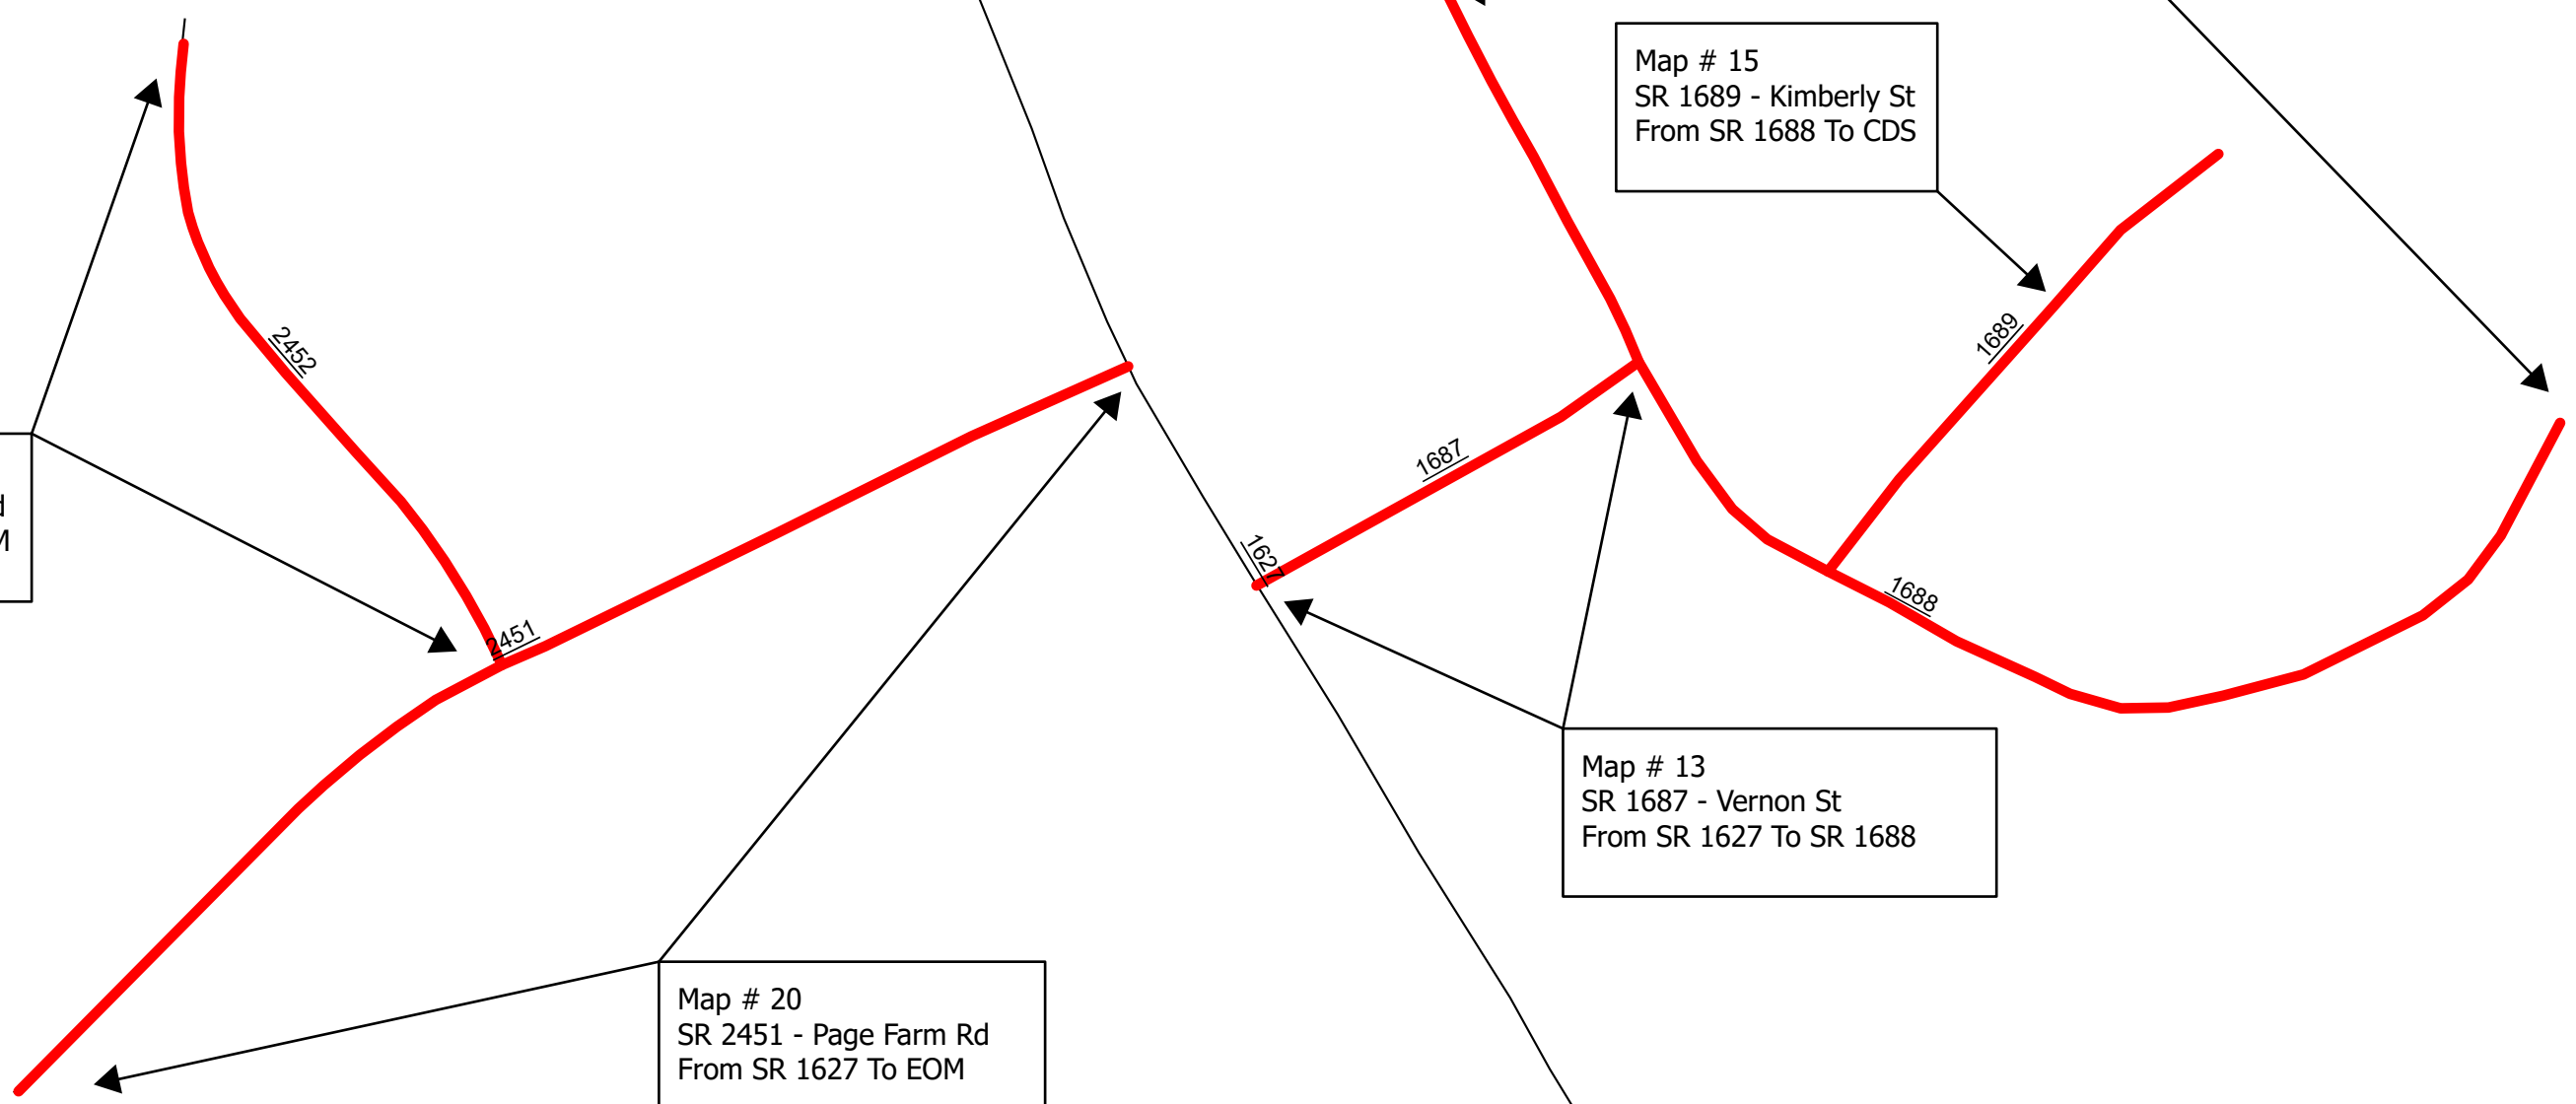 Map # 15
SR 1689 - Kimberly St
From SR 1688 To CDS
2452
1689
1687
1627
1688
2451
Map # 13
SR 1687 - Vernon St
From SR 1627 To SR 1688
Map # 20
SR 2451 - Page Farm Rd
From SR 1627 To EOM